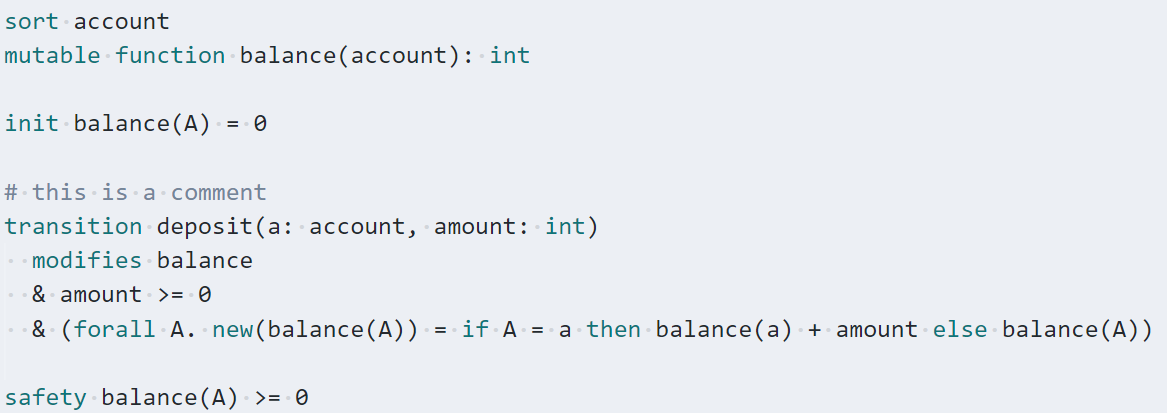 sort account
mutable function balance(account): int
init balance(A) = 0
# this is a comment
transition deposit(a: account, amount: int)
  modifies balance
  & amount >= 0
  & (forall A. new(balance(A)) = if A = a then balance(a) + amount else balance(A))
safety balance(A) >= 0